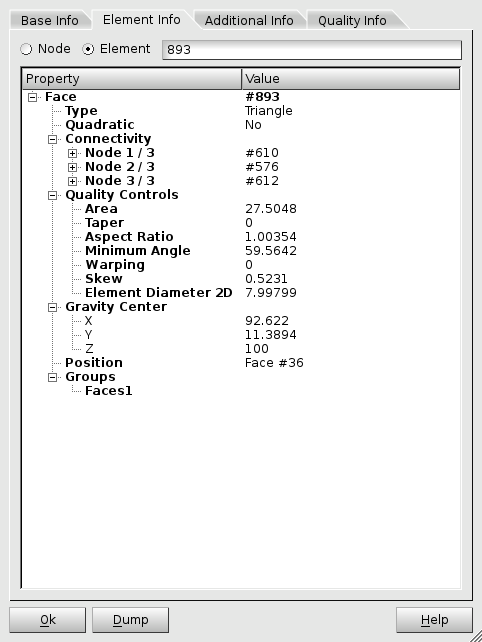 Base Info Element Info Additional Info Quality Info
Node Element 893
Property Value
Face #893
Type Triangle
Quadratic No
Connectivity
Node 1 / 3 #610
Node 2 / 3 #576
Node 3 / 3 #612
Quality Controls
Area 27.5048
Taper 0
Aspect Ratio 1.00354
Minimum Angle 59.5642
Warping 0
Skew 0.5231
Element Diameter 2D 7.99799
Gravity Center
X 92.622
Y 11.3894
Z 100
Position Face #36
Groups
Faces1
Ok Dump Help